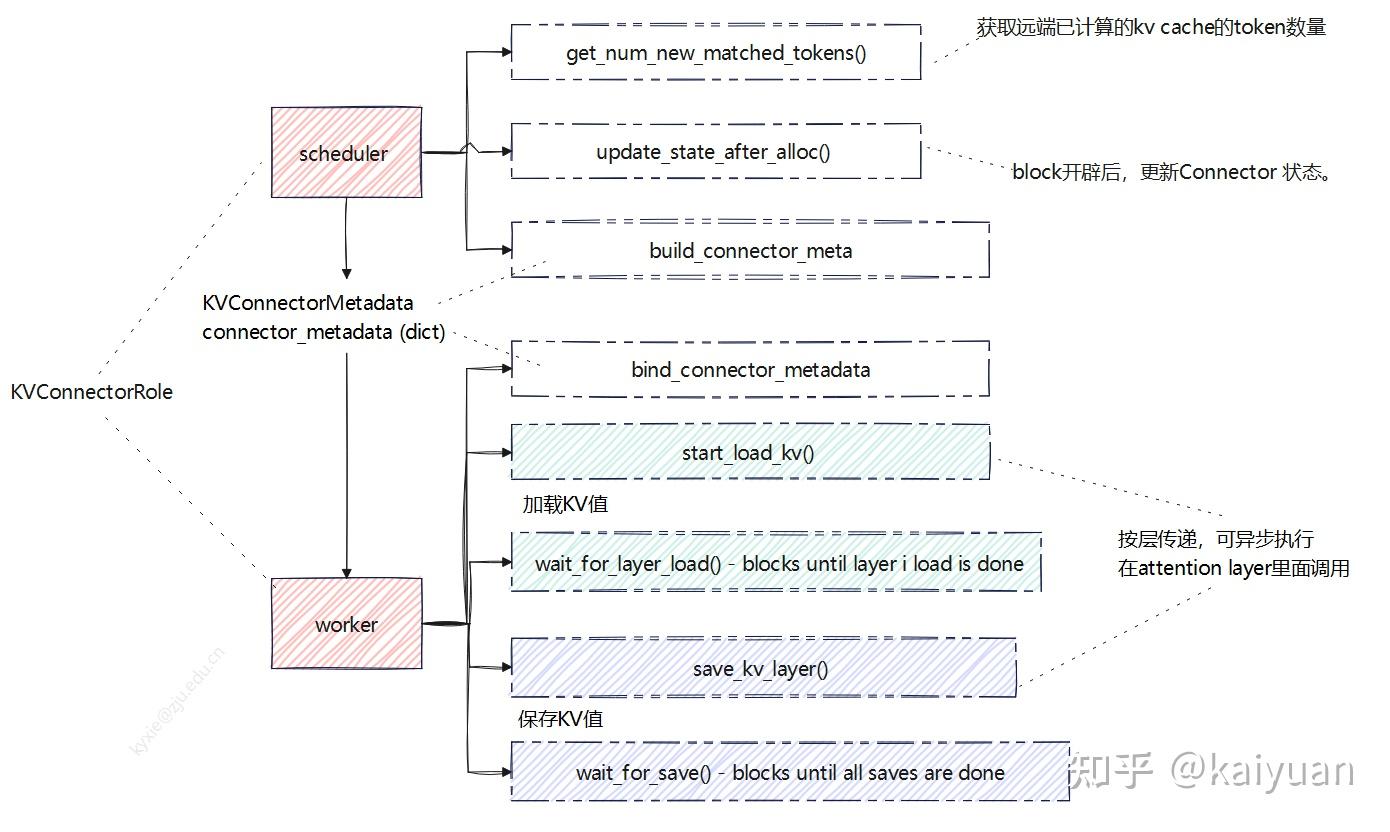 获取远端已计算的kv cache的token数量
get_num_new_matched_tokens()
scheduler
update_state_after_alloc()
block开辟后，更新Connector 状态。
build_connector_meta
KVConnectorMetadata
connector_metadata (dict)
bind_connector_metadata
KVConnectorRole
start_load_kv()
加载KV值
wait_for_layer_load() - blocks until layer i load is done
按层传递，可异步执行
在attention layer里面调用
worker
save_kv_layer()
保存KV值
wait_for_save() - blocks until all saves are done
kyxie@zju.edu.cn
知乎 @kaiyuan